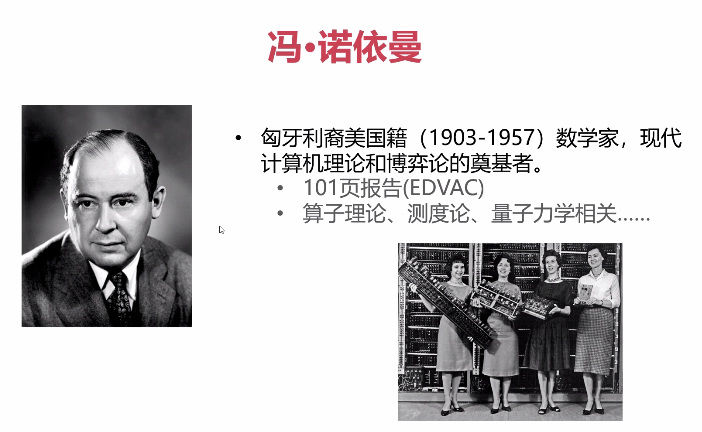 冯•诺依曼
• 匈牙利裔美国籍（1903-1957）数学家，现代
计算机理论和博弈论的奠基者。
• 101页报告(EDVAC)
• 算子理论、测度论、量子力学相关……